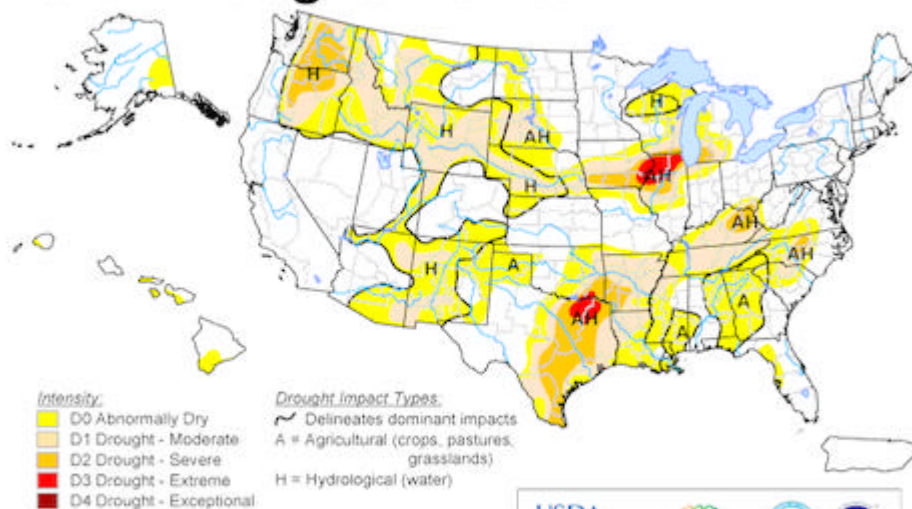 H
H
H
AH
H
AH
H
AH
AH
H
A
AH
A
A
Intensity:
D0 Abnormally Dry
D1 Drought - Moderate
D2 Drought - Severe
D3 Drought - Extreme
D4 Drought - Exceptional
Drought Impact Types:
Delineates dominant impacts
A = Agricultural (crops, pastures,
grasslands)
H = Hydrological (water)
USDA